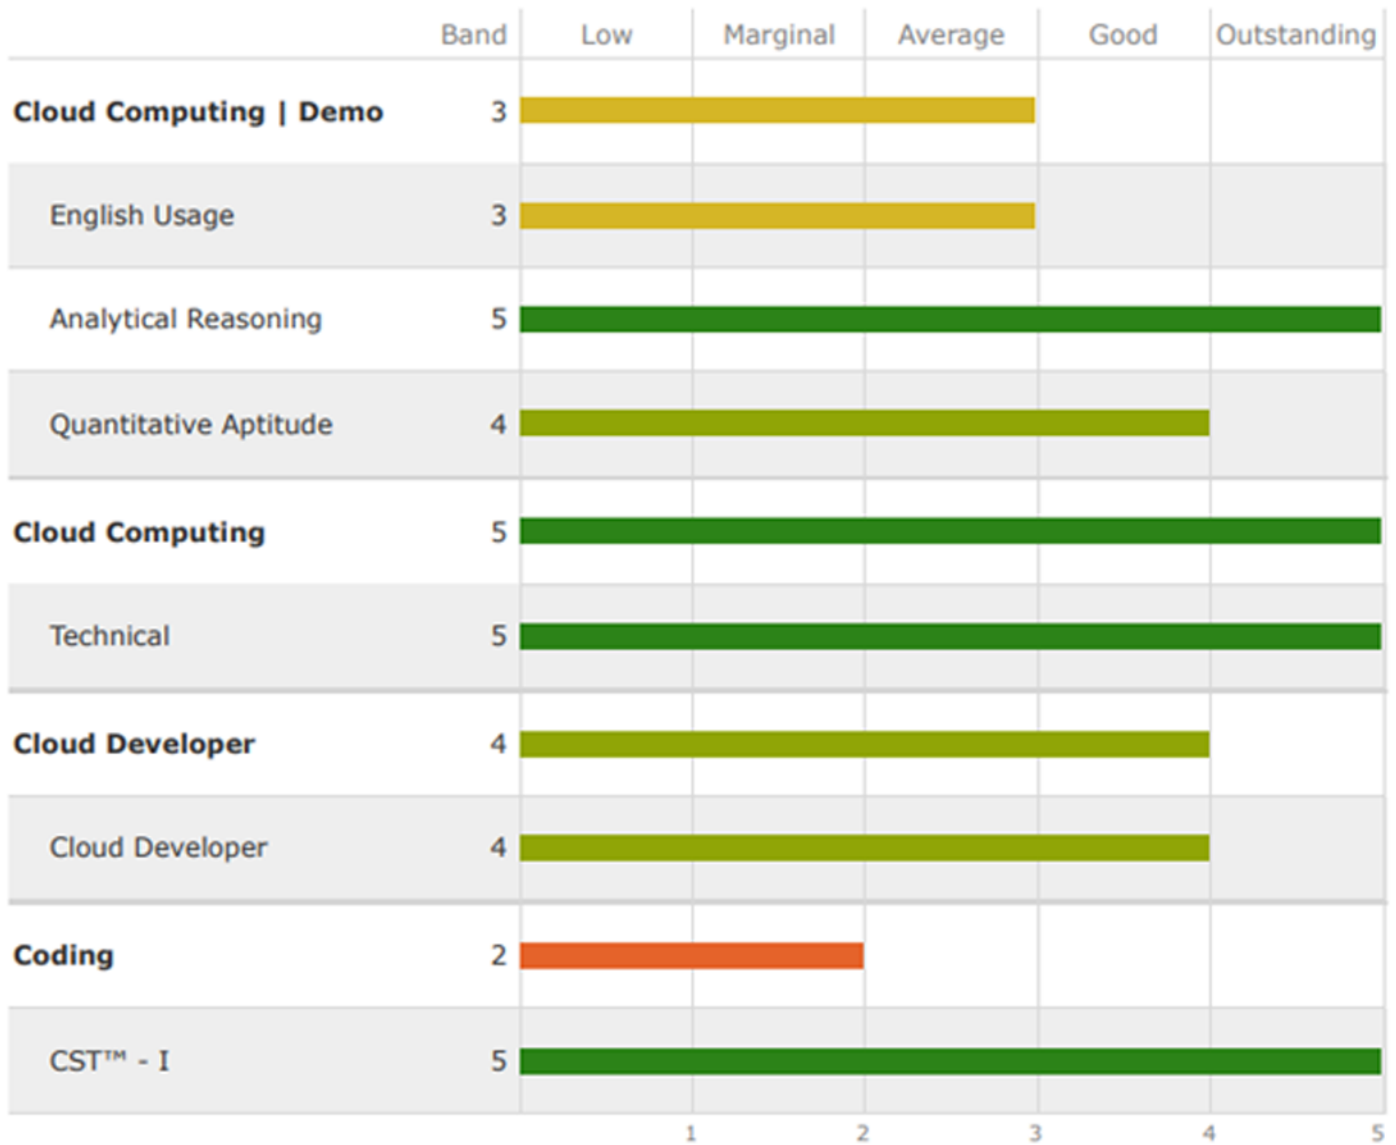 Band Low Marginal Average Good Outstanding
Cloud Computing | Demo 3
English Usage 3
Analytical Reasoning 5
Quantitative Aptitude 4
Cloud Computing 5
Technical 5
Cloud Developer 4
Cloud Developer 4
Coding 2
CST™ - I 5
1 2 3 4 5